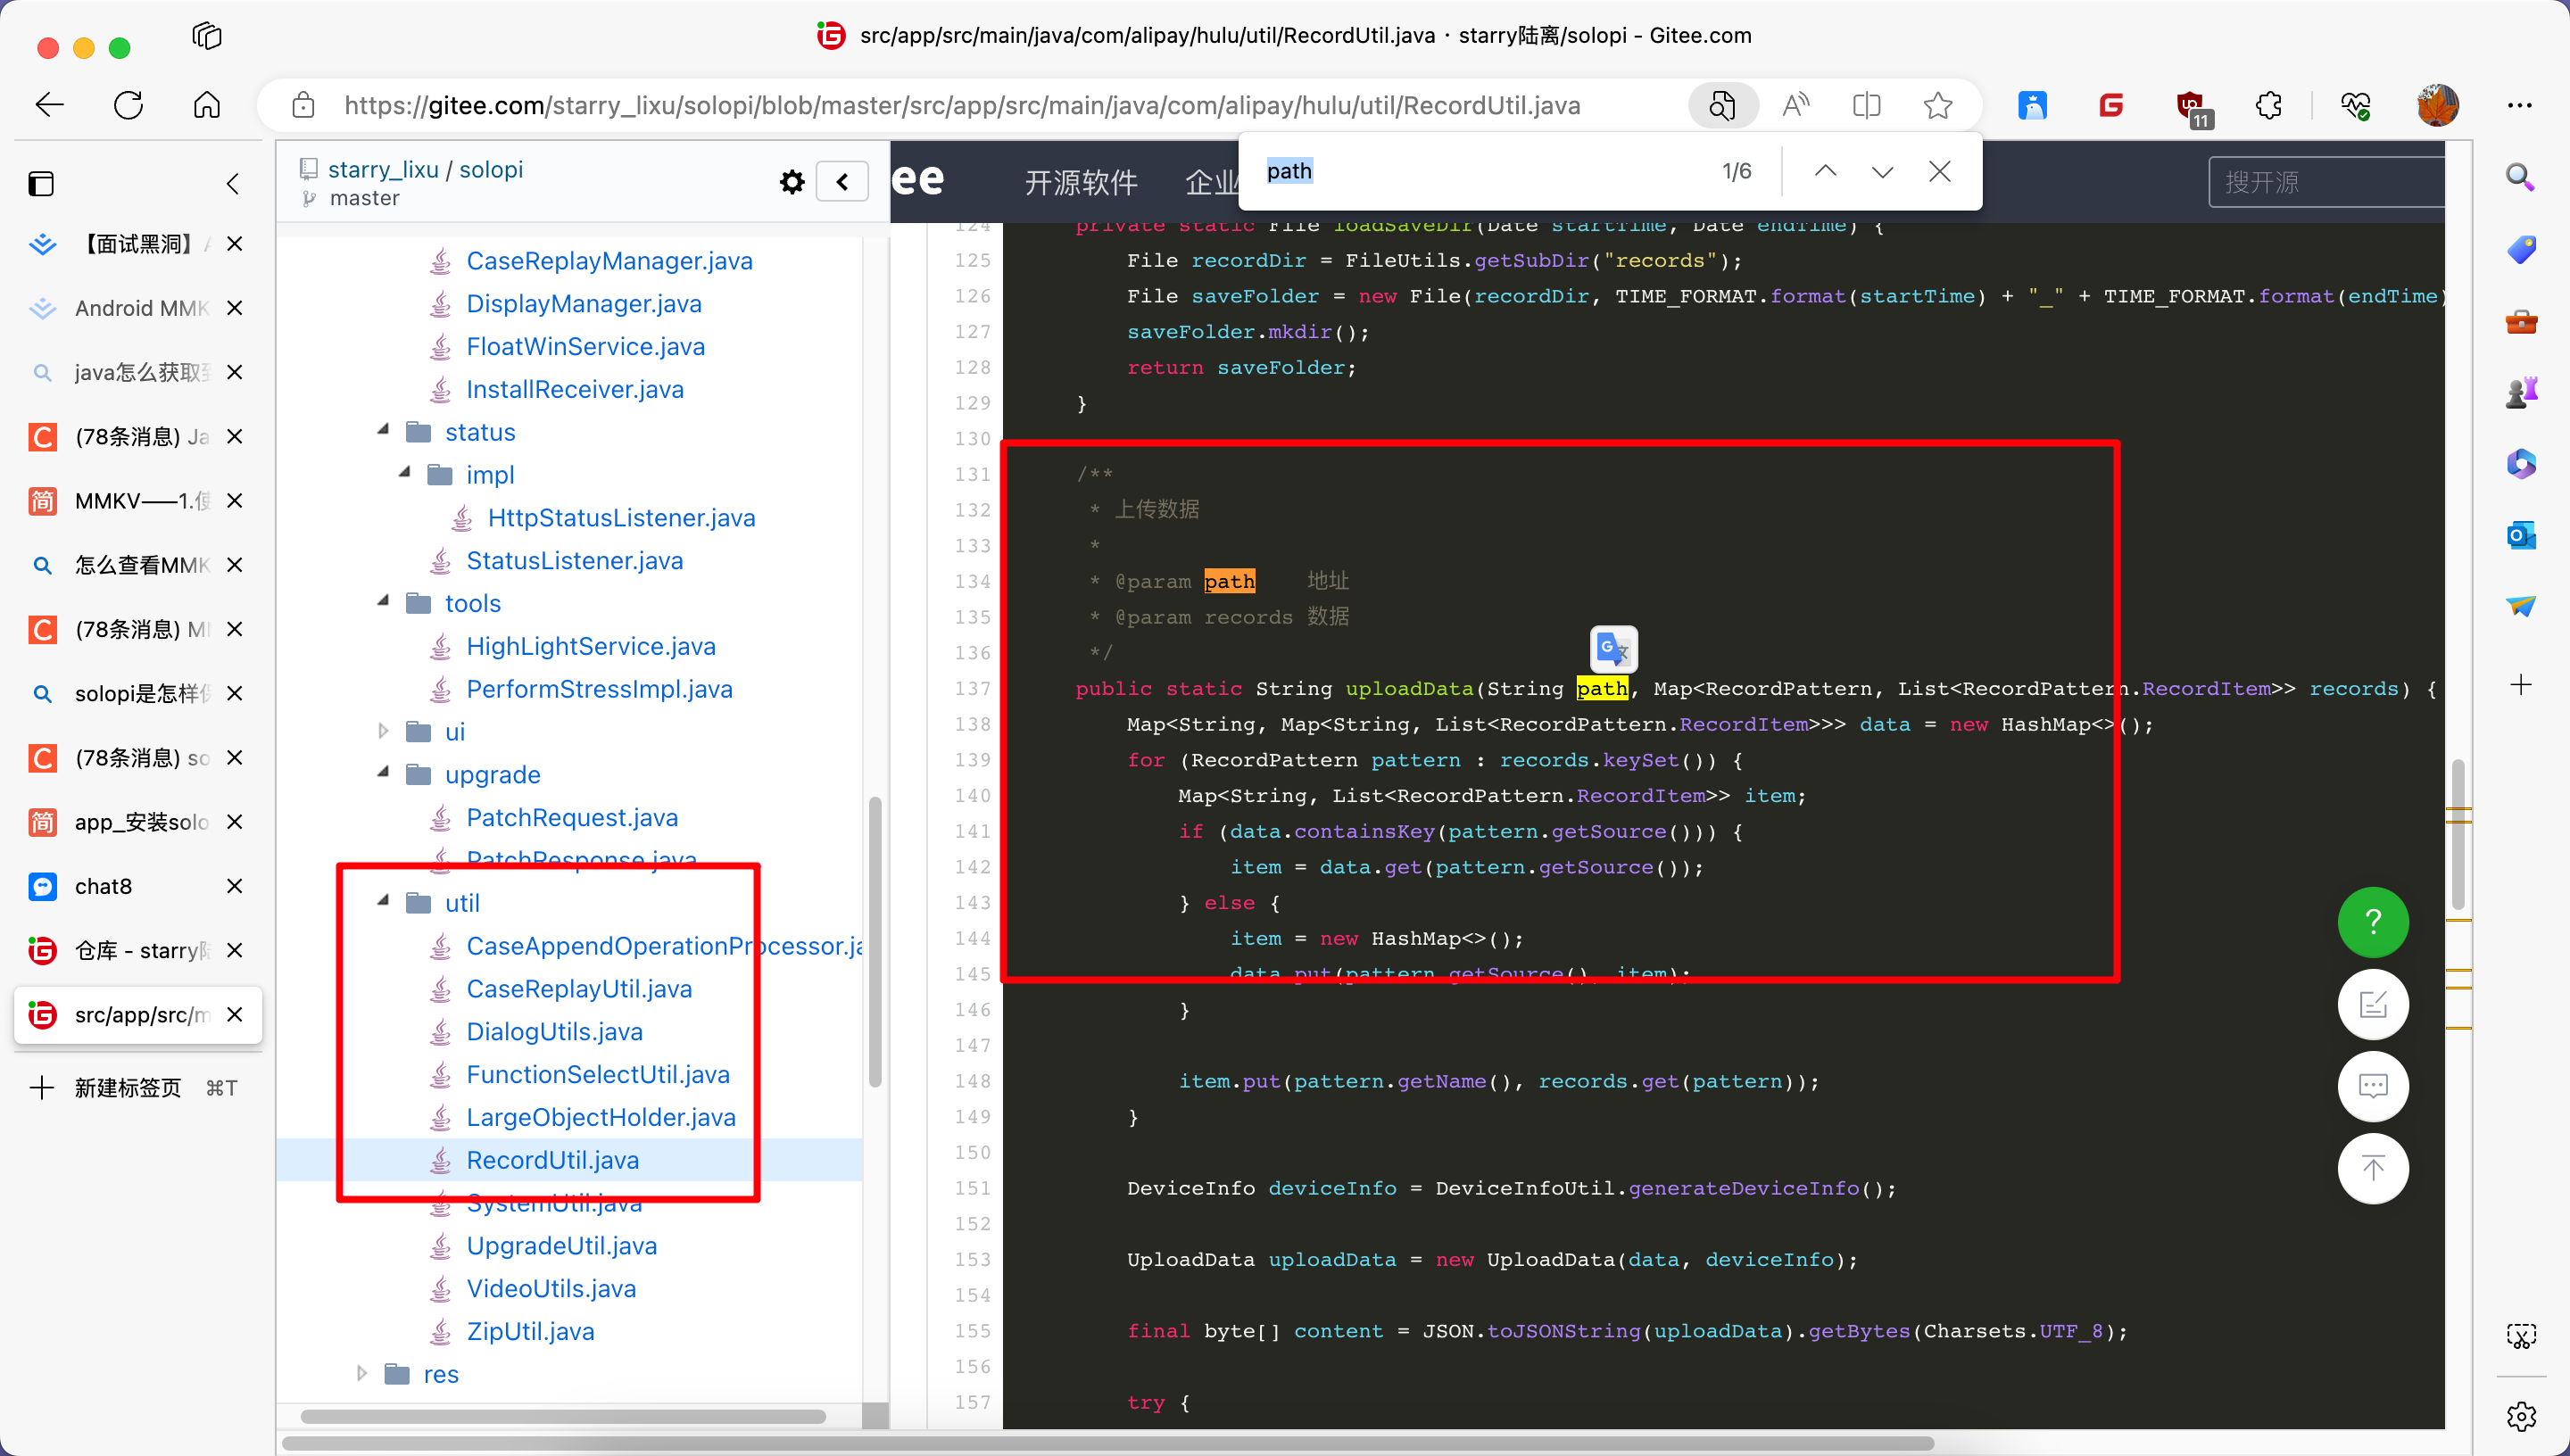 src/app/src/main/java/com/alipay/hulu/util/RecordUtil.java · starry陆离/solopi - Gitee.com
https://gitee.com/starry_lixu/solopi/blob/master/src/app/src/main/java/com/alipay/hulu/util/RecordUtil.java
11
path
1/6
【面试黑洞】
Android MMK
java怎么获取
(78条消息) Ja
MMKV——1.使
怎么查看MMK
(78条消息) M
solopi是怎样
(78条消息) so
app_安装solo
chat8
仓库 - starry
src/app/src/m
新建标签页 ⌘T
starry_lixu / solopi
master
CaseReplayManager.java
DisplayManager.java
FloatWinService.java
InstallReceiver.java
status
impl
HttpStatusListener.java
StatusListener.java
tools
HighLightService.java
PerformStressImpl.java
ui
upgrade
PatchRequest.java
PatchResponse.java
util
CaseAppendOperationProcessor.ja
CaseReplayUtil.java
DialogUtils.java
FunctionSelectUtil.java
LargeObjectHolder.java
RecordUtil.java
SystemUtil.java
UpgradeUtil.java
VideoUtils.java
ZipUtil.java
res
ee
开源软件
企业
搜开源
124 private static File loadSaveDir(Date startTime, Date endTime) {
125 File recordDir = FileUtils.getSubDir("records");
126 File saveFolder = new File(recordDir, TIME_FORMAT.format(startTime) + "_" + TIME_FORMAT.format(endTime)
127 saveFolder.mkdir();
128 return saveFolder;
129 }
130
131 /**
132 * 上传数据
133 *
134 * @param path 地址
135 * @param records 数据
136 */
137 public static String uploadData(String path, Map<RecordPattern, List<RecordPattern.RecordItem>> records) {
138 Map<String, Map<String, List<RecordPattern.RecordItem>>> data = new HashMap<>();
139 for (RecordPattern pattern : records.keySet()) {
140 Map<String, List<RecordPattern.RecordItem>> item;
141 if (data.containsKey(pattern.getSource())) {
142 item = data.get(pattern.getSource());
143 } else {
144 item = new HashMap<>();
145 data.put(pattern.getSource(), item);
146 }
147
148 item.put(pattern.getName(), records.get(pattern));
149 }
150
151 DeviceInfo deviceInfo = DeviceInfoUtil.generateDeviceInfo();
152
153 UploadData uploadData = new UploadData(data, deviceInfo);
154
155 final byte[] content = JSON.toJSONString(uploadData).getBytes(Charsets.UTF_8);
156
157 try {